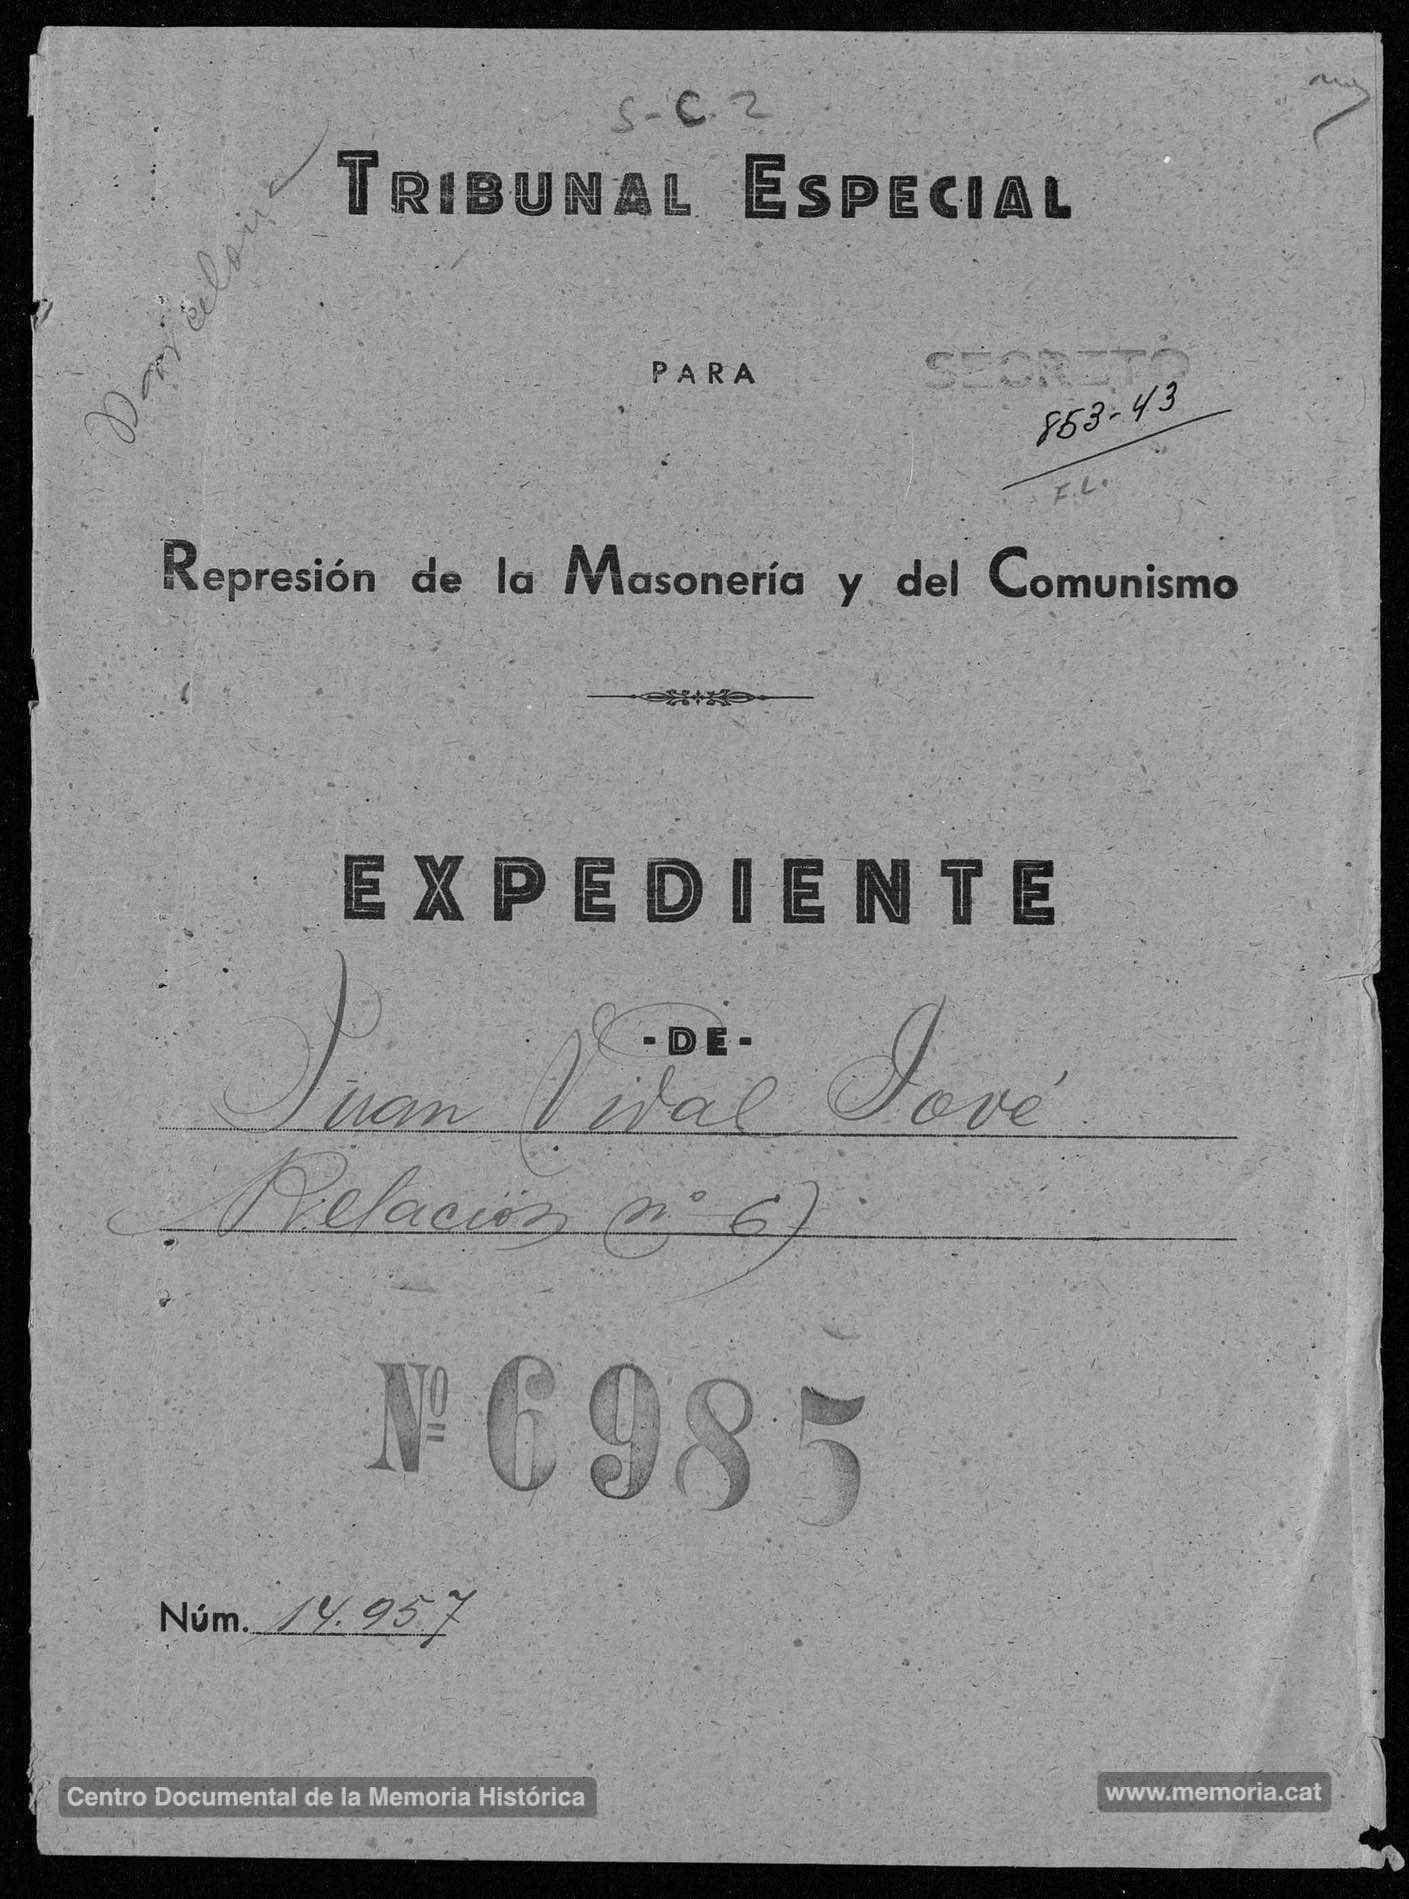 S-C.2
TRIBUNAL ESPECIAL
Barcelona
PARA
SECRETO
853-43
F.L.
Represión de la Masonería y del Comunismo
EXPEDIENTE
-DE-
Juan Vidal Jové
Relación nº 6)
Nº 6985
Núm. 14.957
Centro Documental de la Memoria Histórica
www.memoria.cat